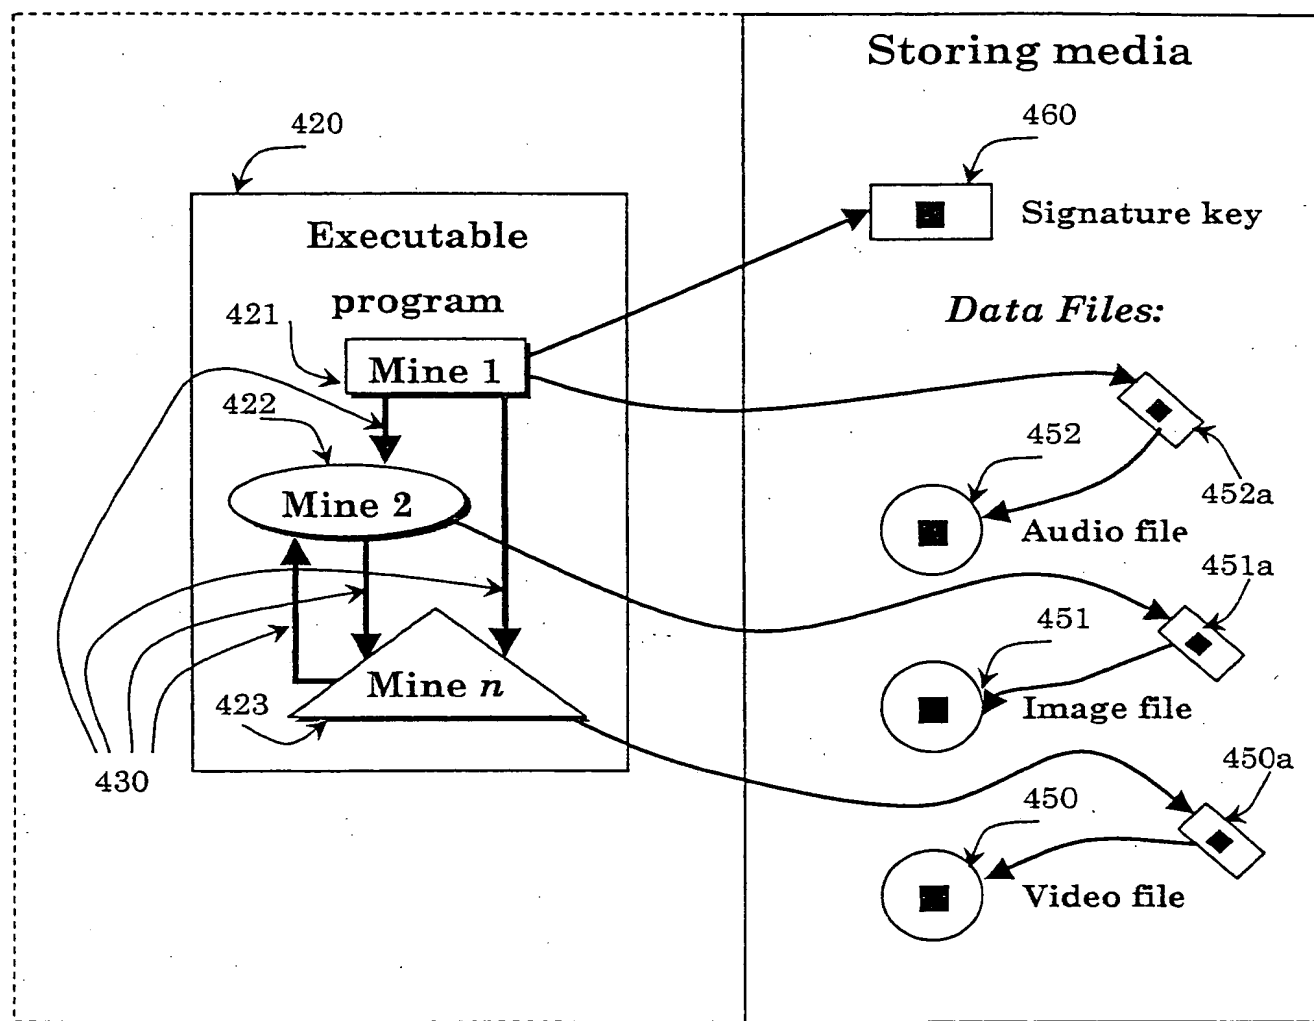 Storing media
420
460
Executable
program
Signature key
421
Data Files:
Mine 1
422
452
452a
Mine 2
Audio file
451a
451
Mine n
Image file
423
450a
430
450
Video file